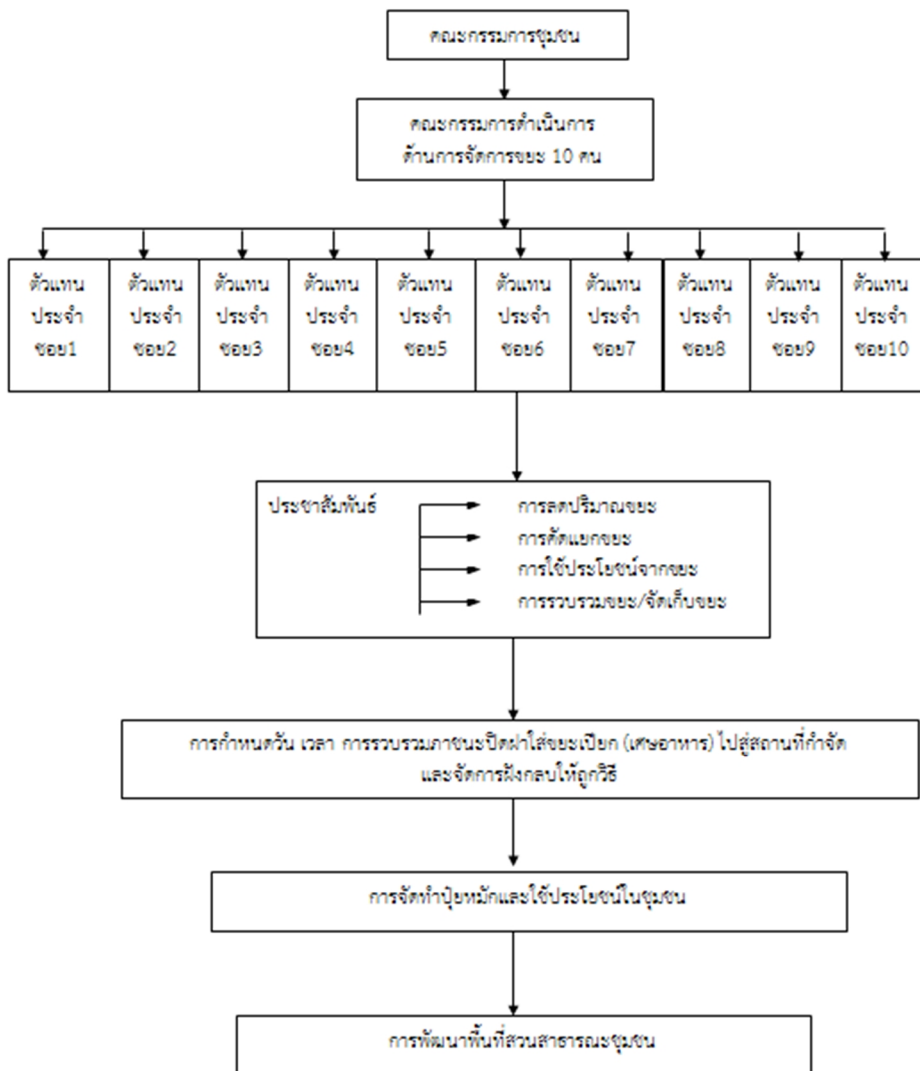 คณะกรรมการชุมชน
คณะกรรมการดำเนินการ
ด้านการจัดการขยะ 10 คน
ตัวแทน
ประจำ
ซอย1
ตัวแทน
ประจำ
ซอย2
ตัวแทน
ประจำ
ซอย3
ตัวแทน
ประจำ
ซอย4
ตัวแทน
ประจำ
ซอย5
ตัวแทน
ประจำ
ซอย6
ตัวแทน
ประจำ
ซอย7
ตัวแทน
ประจำ
ซอย8
ตัวแทน
ประจำ
ซอย9
ตัวแทน
ประจำ
ซอย10
ประชาสัมพันธ์
การลดปริมาณขยะ
การคัดแยกขยะ
การใช้ประโยชน์จากขยะ
การรวบรวมขยะ/จัดเก็บขยะ
การกำหนดวัน เวลา การรวบรวมภาชนะปิดฝาใส่ขยะเปียก (เศษอาหาร) ไปสู่สถานที่กำจัด
และจัดการฝังกลบให้ถูกวิธี
การจัดทำปุ๋ยหมักและใช้ประโยชน์ในชุมชน
การพัฒนาพื้นที่สวนสาธารณะชุมชน